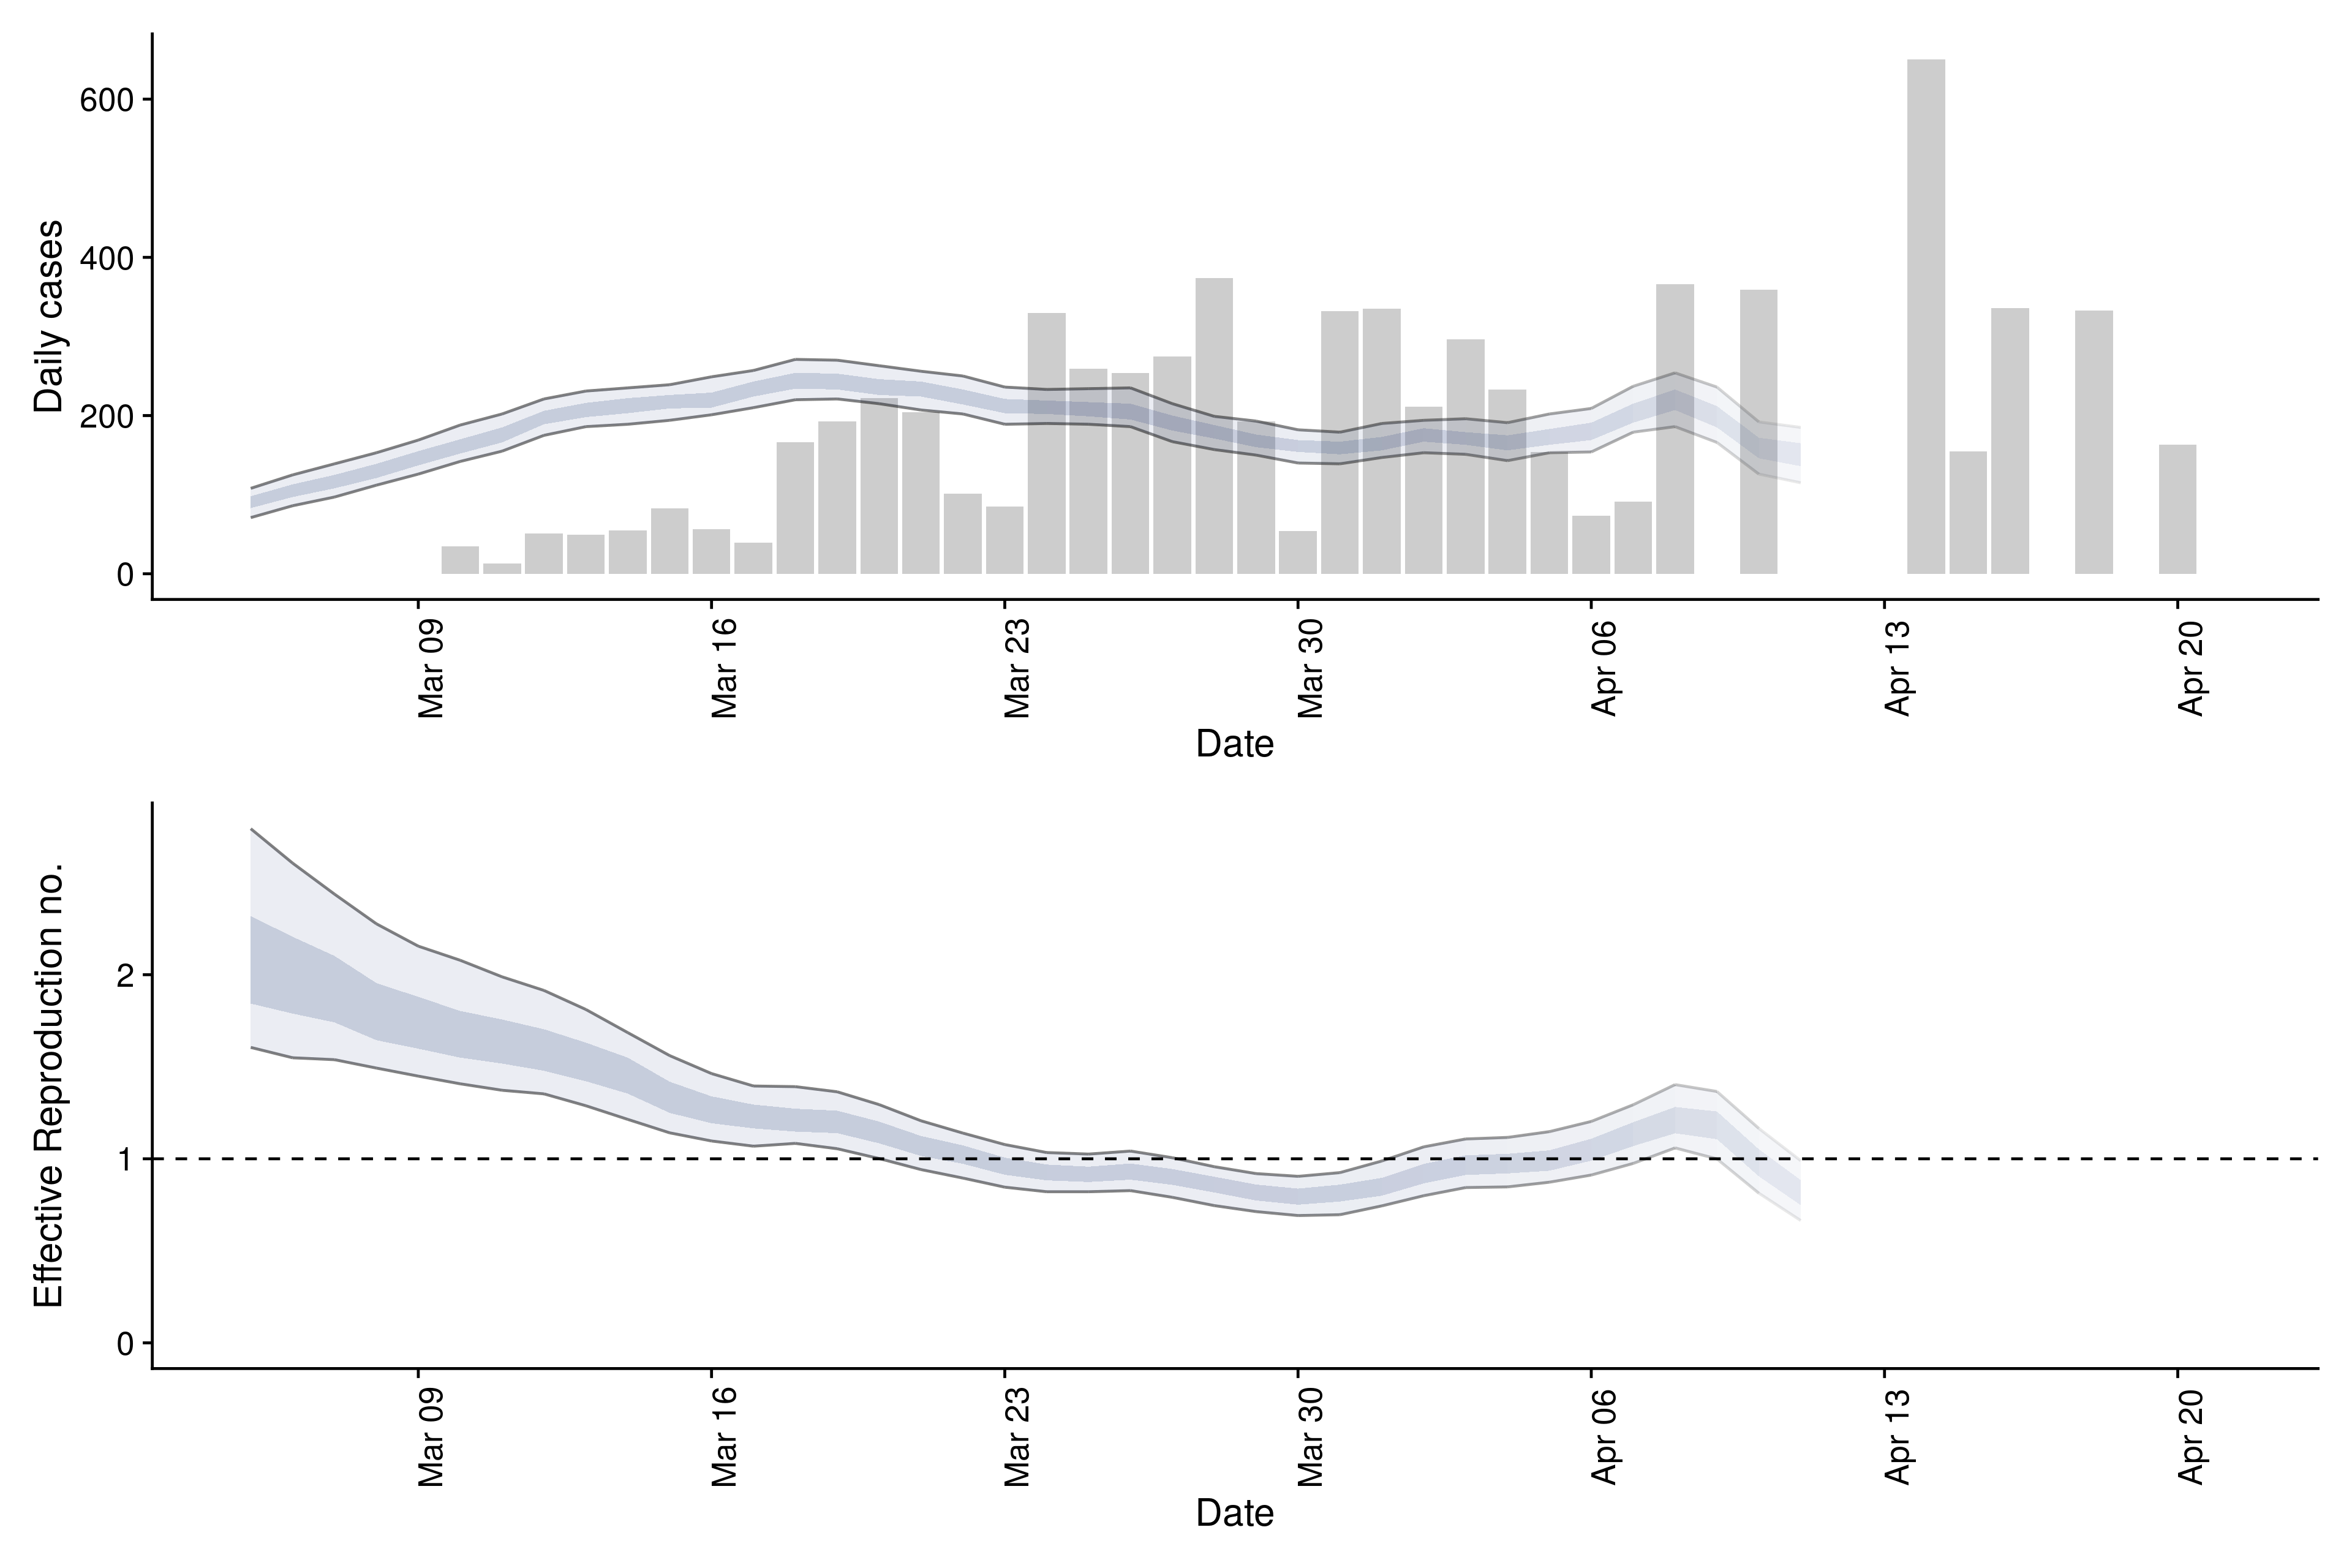 Daily cases
600
400
200
0
Mar 09
Mar 16
Mar 23
Mar 30
Apr 06
Apr 13
Apr 20
Date
Effective Reproduction no.
2
1
0
Mar 09
Mar 16
Mar 23
Mar 30
Apr 06
Apr 13
Apr 20
Date